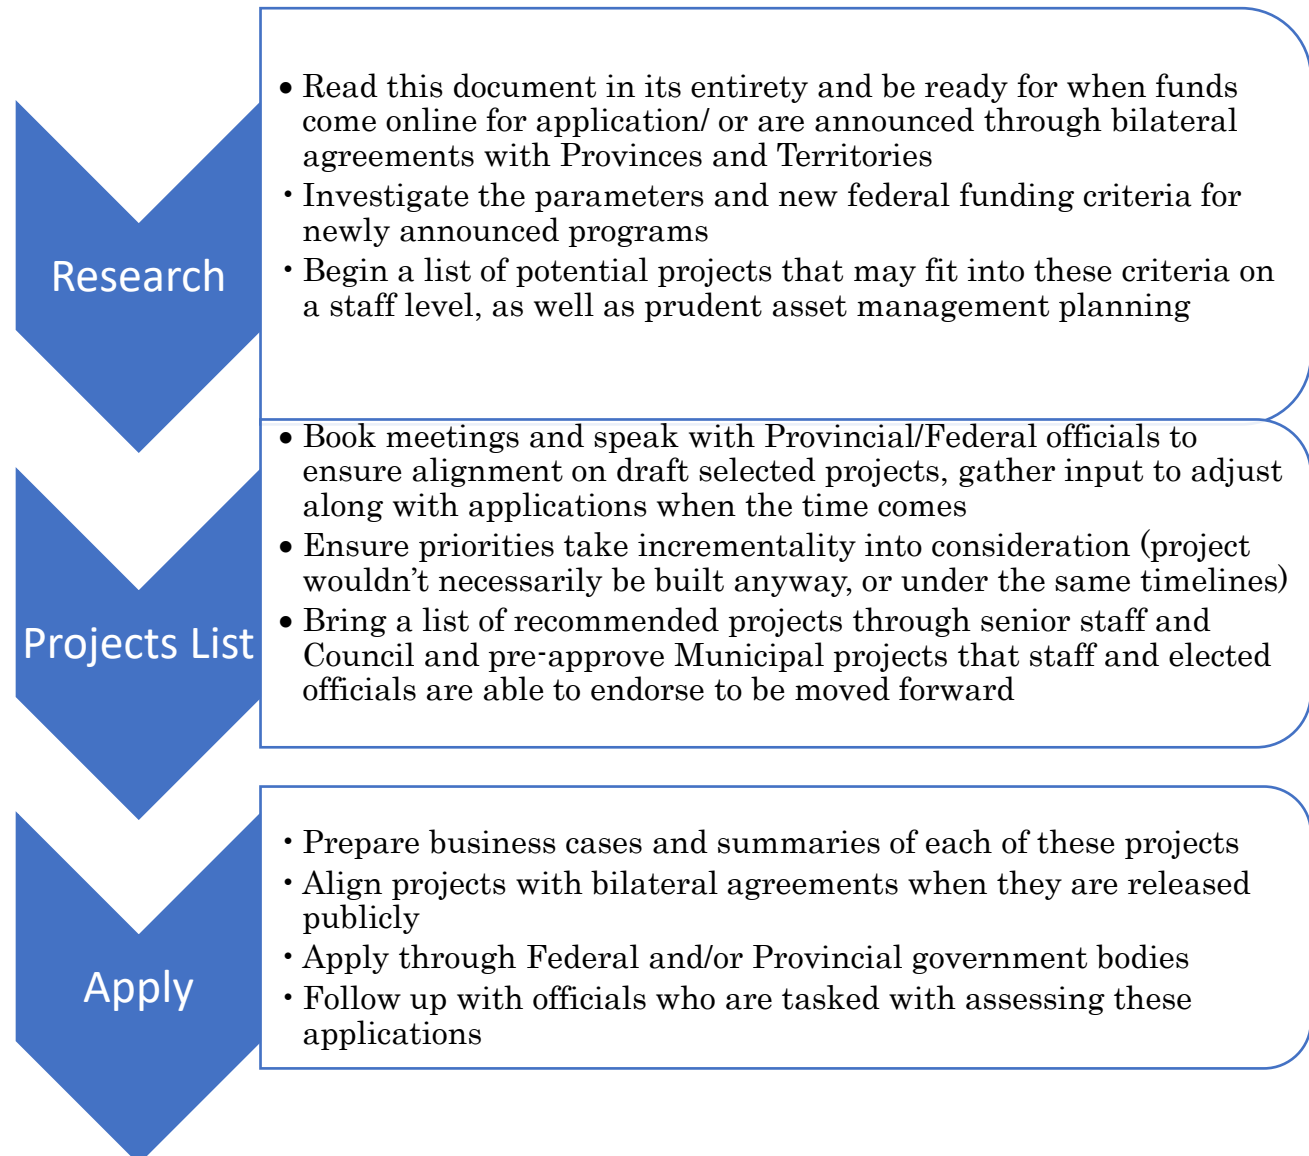 Research
• Read this document in its entirety and be ready for when funds
come online for application/ or are announced through bilateral
agreements with Provinces and Territories
• Investigate the parameters and new federal funding criteria for
newly announced programs
• Begin a list of potential projects that may fit into these criteria on
a staff level, as well as prudent asset management planning
Projects List
• Book meetings and speak with Provincial/Federal officials to
ensure alignment on draft selected projects, gather input to adjust
along with applications when the time comes
• Ensure priorities take incrementality into consideration (project
wouldn’t necessarily be built anyway, or under the same timelines)
• Bring a list of recommended projects through senior staff and
Council and pre-approve Municipal projects that staff and elected
officials are able to endorse to be moved forward
Apply
• Prepare business cases and summaries of each of these projects
• Align projects with bilateral agreements when they are released
publicly
• Apply through Federal and/or Provincial government bodies
• Follow up with officials who are tasked with assessing these
applications